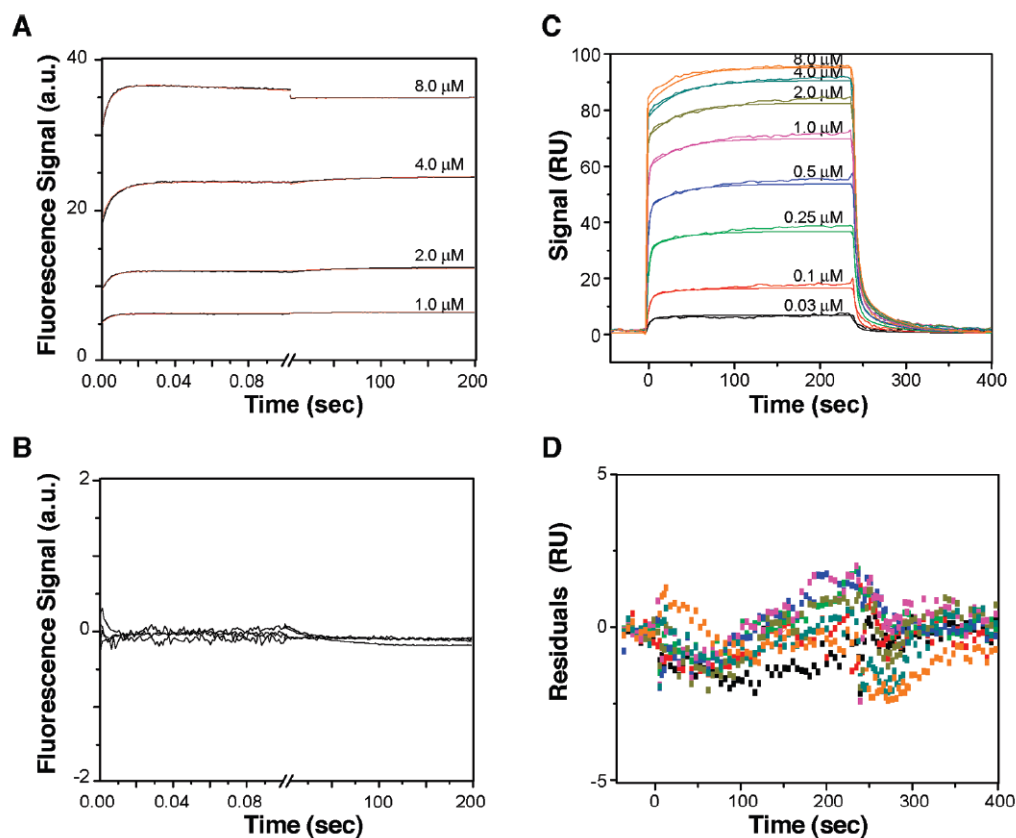 A
Fluorescence Signal (a.u.)
40
20
0
8.0 μM
4.0 μM
2.0 μM
1.0 μM
0.00 0.04 0.08 100 200
Time (sec)
C
Signal (RU)
100
80
60
40
20
0
8.0 μM
4.0 μM
2.0 μM
1.0 μM
0.5 μM
0.25 μM
0.1 μM
0.03 μM
0 100 200 300 400
Time (sec)
B
Fluorescence Signal (a.u.)
2
0
-2
0.00 0.04 0.08 100 200
Time (sec)
D
Residuals (RU)
5
0
-5
0 100 200 300 400
Time (sec)